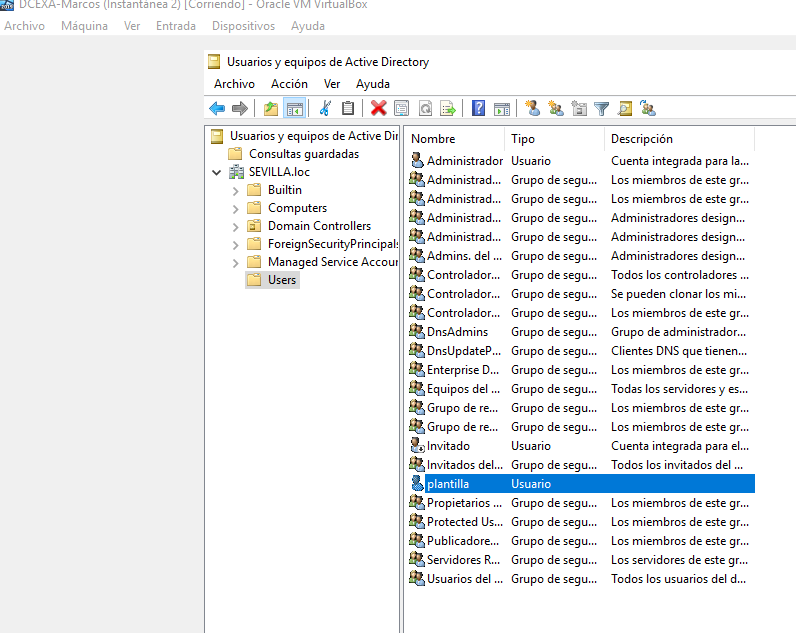 DCEXA-Marcos (Instantánea 2) [Corriendo] - Oracle VM VirtualBox
Archivo Máquina Ver Entrada Dispositivos Ayuda
Usuarios y equipos de Active Directory
Archivo Acción Ver Ayuda
Usuarios y equipos de Active Dir
Consultas guardadas
SEVILLA.loc
Builtin
Computers
Domain Controllers
ForeignSecurityPrincipals
Managed Service Accour
Users
Nombre Tipo Descripción
Administrador Usuario Cuenta integrada para la...
Administrad... Grupo de segu... Los miembros de este gr...
Administrad... Grupo de segu... Los miembros de este gr...
Administrad... Grupo de segu... Administradores design...
Administrad... Grupo de segu... Administradores design...
Admins. del ... Grupo de segu... Administradores design...
Controlador... Grupo de segu... Todos los controladores ...
Controlador... Grupo de segu... Se pueden clonar los mi...
Controlador... Grupo de segu... Los miembros de este gr...
DnsAdmins Grupo de segu... Grupo de administrador...
DnsUpdateP... Grupo de segu... Clientes DNS que tienen...
Enterprise D... Grupo de segu... Los miembros de este gr...
Equipos del ... Grupo de segu... Todas los servidores y es...
Grupo de re... Grupo de segu... Los miembros de este gr...
Grupo de re... Grupo de segu... Los miembros de este gr...
Invitado Usuario Cuenta integrada para el...
Invitados del... Grupo de segu... Todos los invitados del ...
plantilla Usuario
Propietarios ... Grupo de segu... Los miembros de este gr...
Protected Us... Grupo de segu... Los miembros de este gr...
Publicadore... Grupo de segu... Los miembros de este gr...
Servidores R... Grupo de segu... Los servidores de este gr...
Usuarios del ... Grupo de segu... Todos los usuarios del d...